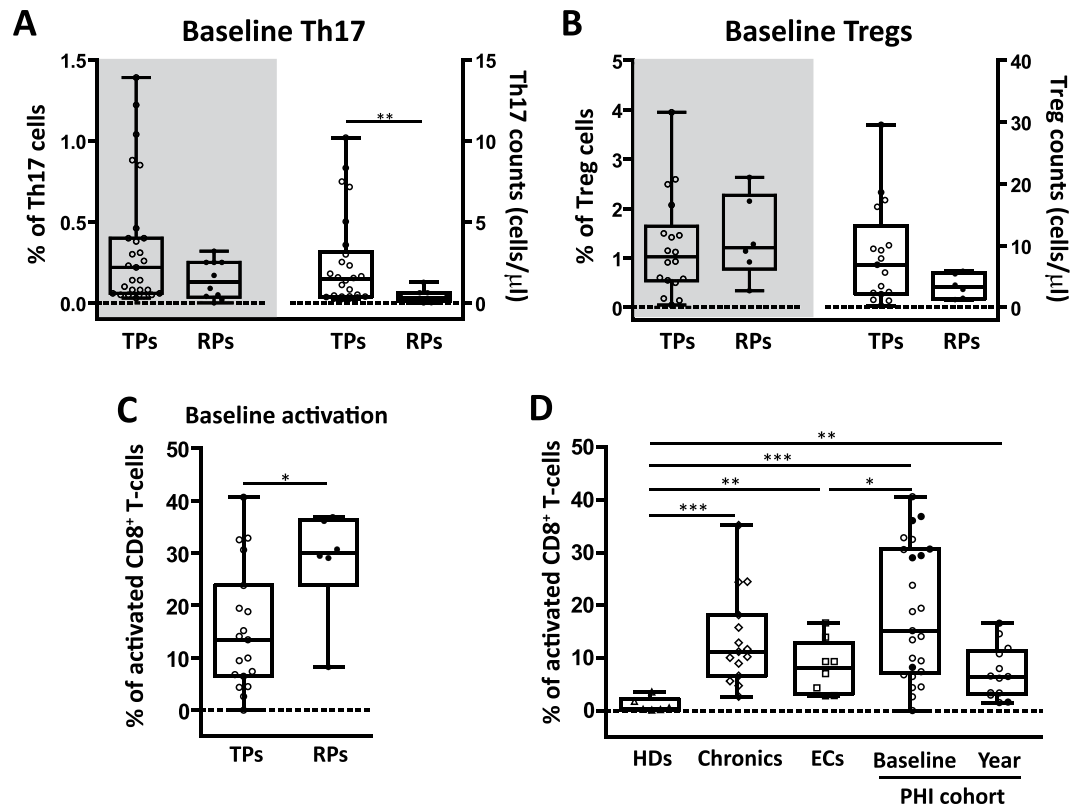 A
Baseline Th17
% of Th17 cells
1.5
1.0
0.5
0.0
**
15
10
5
0
Th17 counts (cells/µl)
TPs RPs TPs RPs
B
Baseline Tregs
% of Treg cells
5
4
3
2
1
0
40
30
20
10
0
Treg counts (cells/µl)
TPs RPs TPs RPs
C
Baseline activation
% of activated CD8+ T-cells
50
40
30
20
10
0
*
TPs RPs
D
% of activated CD8+ T-cells
50
40
30
20
10
0
**
***
** *
***
HDs Chronics ECs Baseline Year
PHI cohort